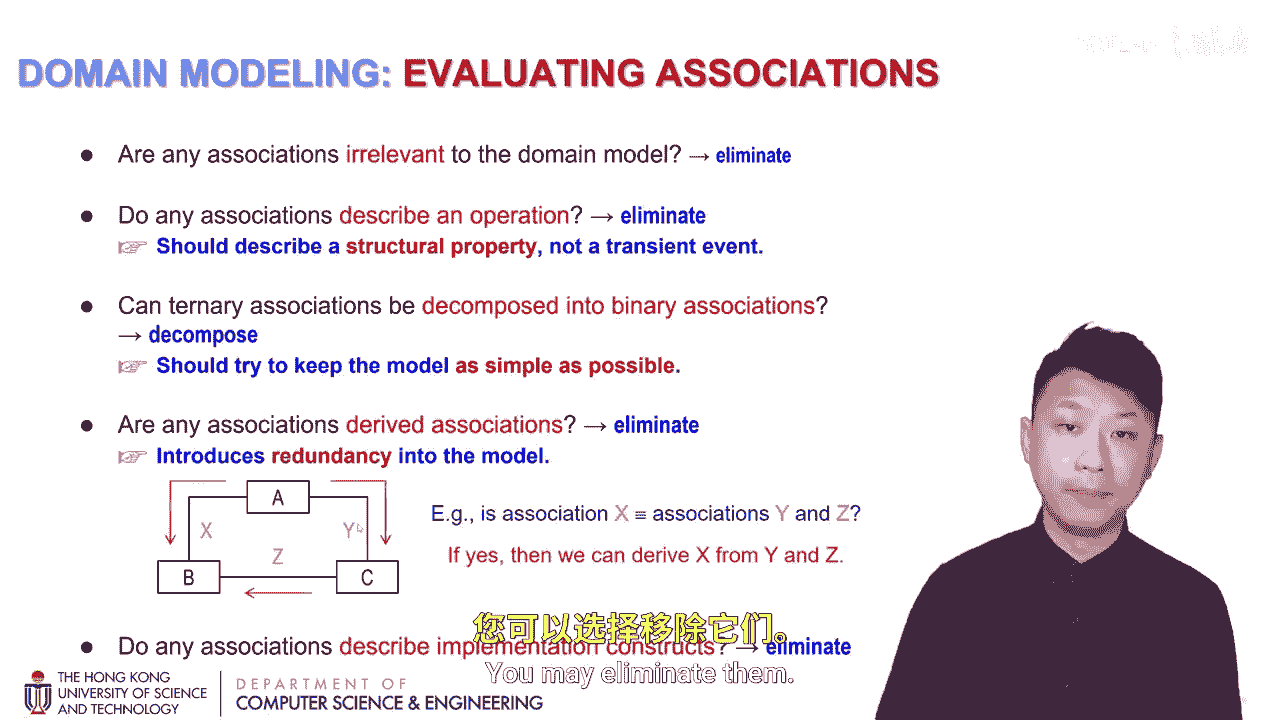 DOMAIN MODELING: EVALUATING ASSOCIATIONS
● Are any associations irrelevant to the domain model? → eliminate
● Do any associations describe an operation? → eliminate
☞ Should describe a structural property, not a transient event.
● Can ternary associations be decomposed into binary associations?
→ decompose
☞ Should try to keep the model as simple as possible.
● Are any associations derived associations? → eliminate
☞ Introduces redundancy into the model.
A
X
Y
Z
B
C
E.g., is association X ≡ associations Y and Z?
If yes, then we can derive X from Y and Z.
● Do any associations describe implementation constructs? → eliminate
您可以选择移除它们。
You may eliminate them.
THE HONG KONG
UNIVERSITY OF SCIENCE
AND TECHNOLOGY
DEPARTMENT OF
COMPUTER SCIENCE & ENGINEERING